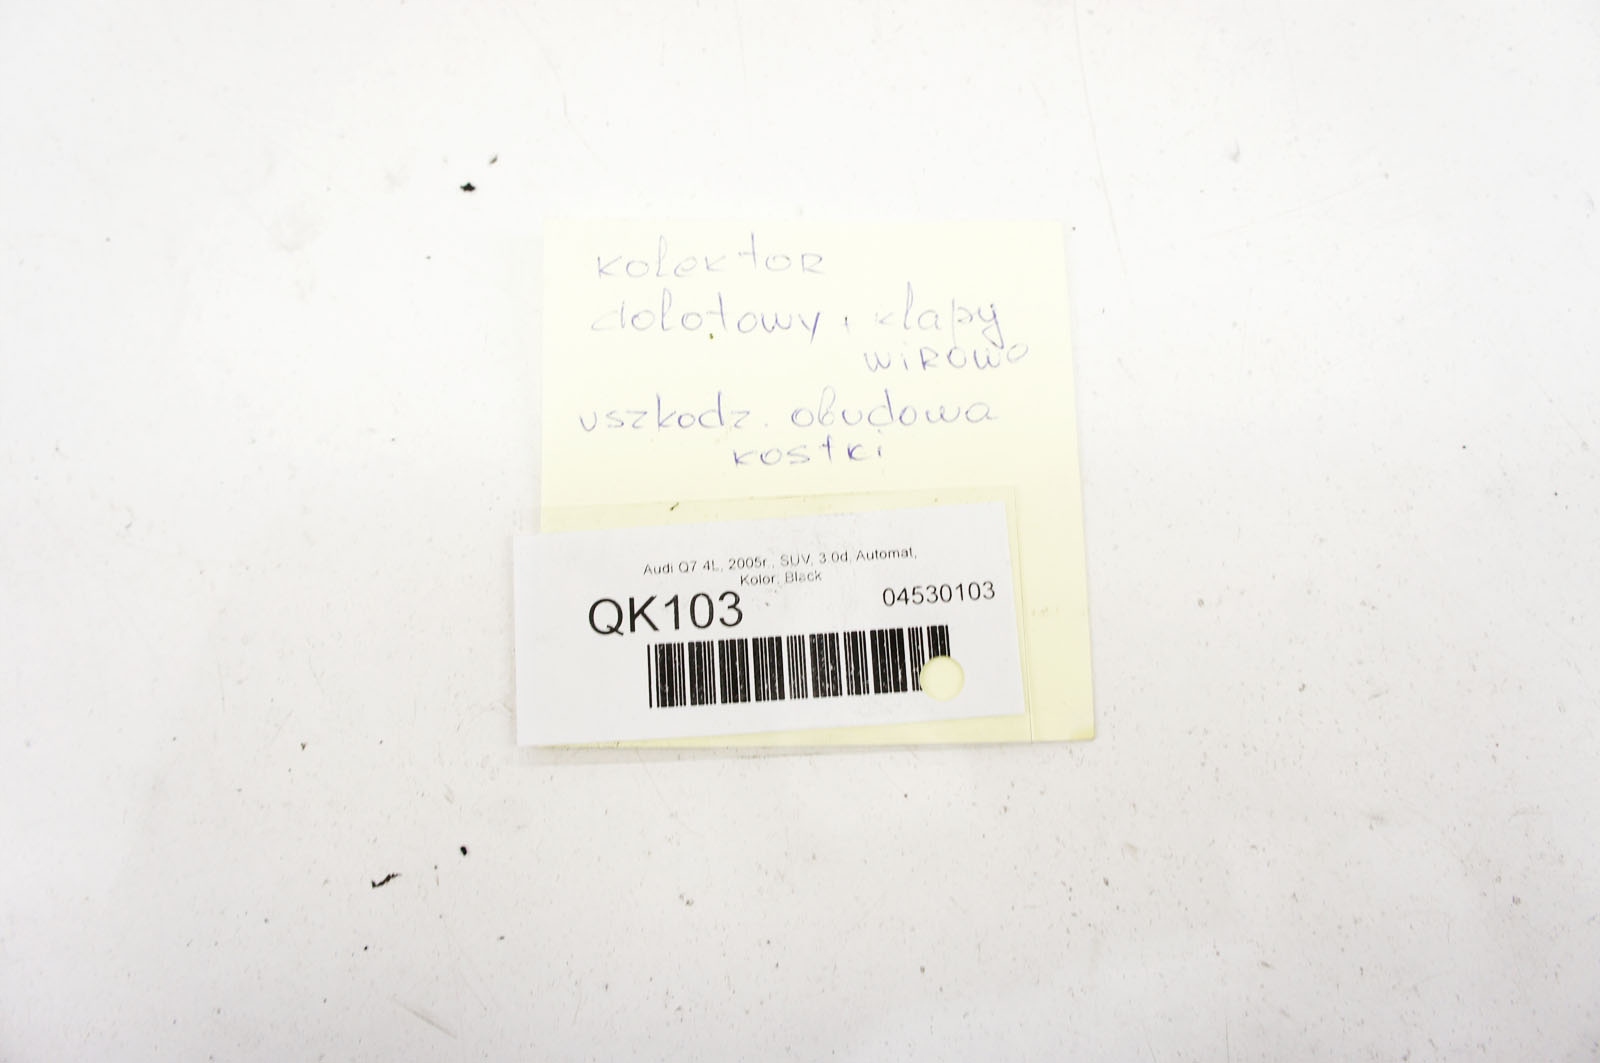 kolektor
dolotowy i klapy
wirowo
uszkodz. obudowa
kostki
Audi Q7 4L, 2005r., SUV, 3.0d, Automat,
Kolor: Black
QK103
04530103